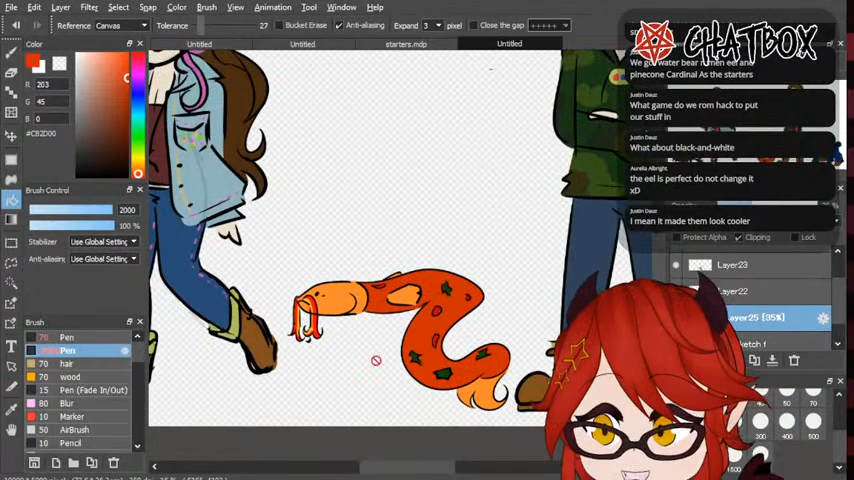 File Edit Layer Filter Select Snap Color Brush View Animation Tool Window Help
Reference Canvas Tolerance 27 Bucket Erase Anti-aliasing Expand 3 pixel Close the gap +++++
Color
Untitled Untitled starters.mdp Untitled
CHATBOX
R 203
G 45
B 0
#CB2D00
We got water bear ramen eel and
pinecone Cardinal As the starters
Justin Dauz
What game do we rom hack to put
our stuff in
Justin Dauz
What about black-and-white
Aurelia Albright
the eel is perfect do not change it
xD
Justin Dauz
I mean it made them look cooler
Brush Control
2000
100 %
Stabilizer Use Global Setting
Anti-aliasing Use Global Setting
Protect Alpha Clipping Lock
Layer23
Layer22
Layer25 [35%]
Brush
70 Pen
Pen
70 hair
70 wood
15 Pen (Fade In/Out)
80 Blur
10 Marker
50 AirBrush
10 Pencil